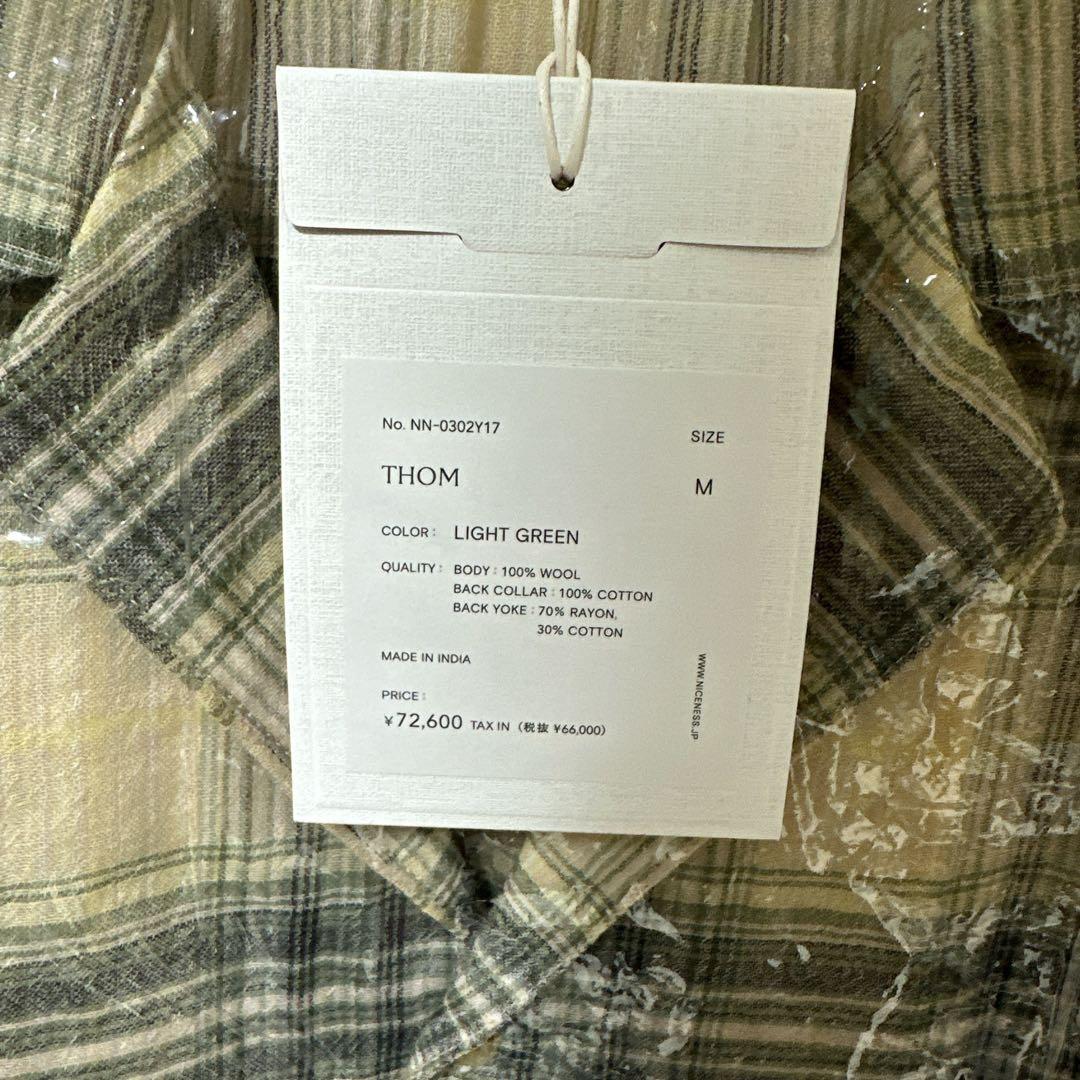 No. NN-0302Y17
SIZE
THOM
M
COLOR : LIGHT GREEN
QUALITY : BODY : 100% WOOL
BACK COLLAR : 100% COTTON
BACK YOKE : 70% RAYON,
30% COTTON
MADE IN INDIA
PRICE :
¥72,600 TAX IN (税抜 ¥66,000)
WWW.NICENESS.JP